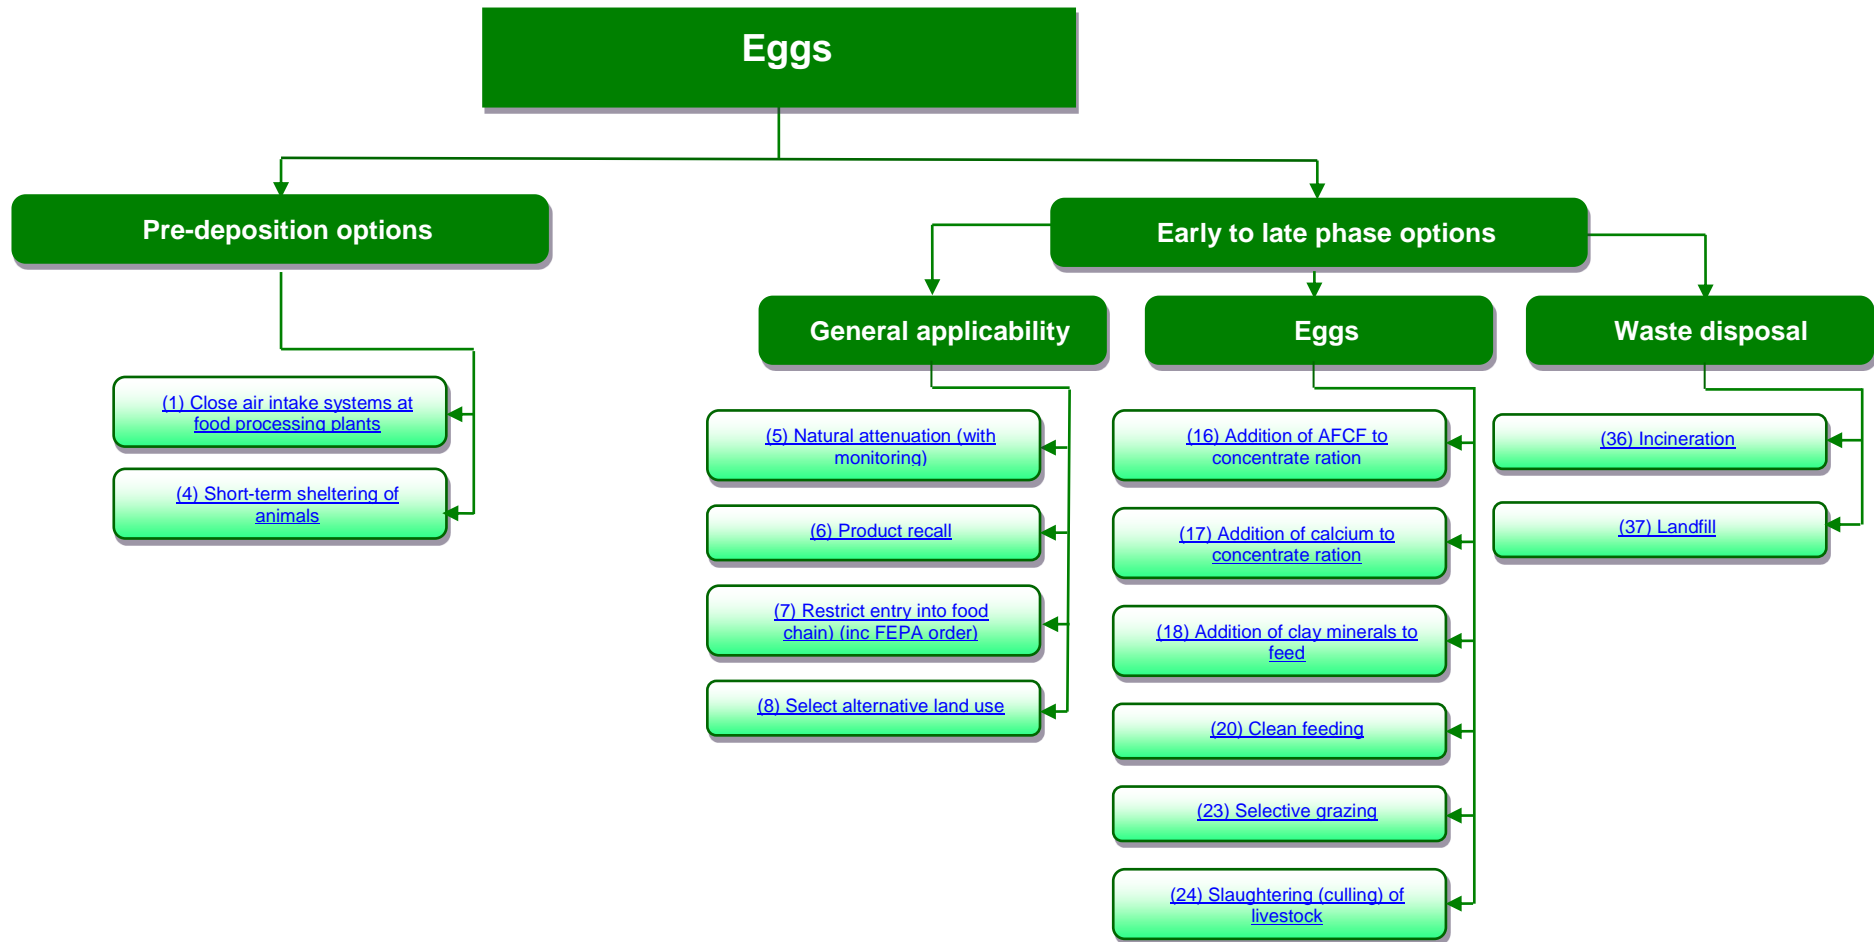 Eggs
Pre-deposition options
Early to late phase options
General applicability
Eggs
Waste disposal
(1) Close air intake systems at
food processing plants
(4) Short-term sheltering of
animals
(5) Natural attenuation (with
monitoring)
(6) Product recall
(7) Restrict entry into food
chain) (inc FEPA order)
(8) Select alternative land use
(16) Addition of AFCF to
concentrate ration
(17) Addition of calcium to
concentrate ration
(18) Addition of clay minerals to
feed
(20) Clean feeding
(23) Selective grazing
(24) Slaughtering (culling) of
livestock
(36) Incineration
(37) Landfill